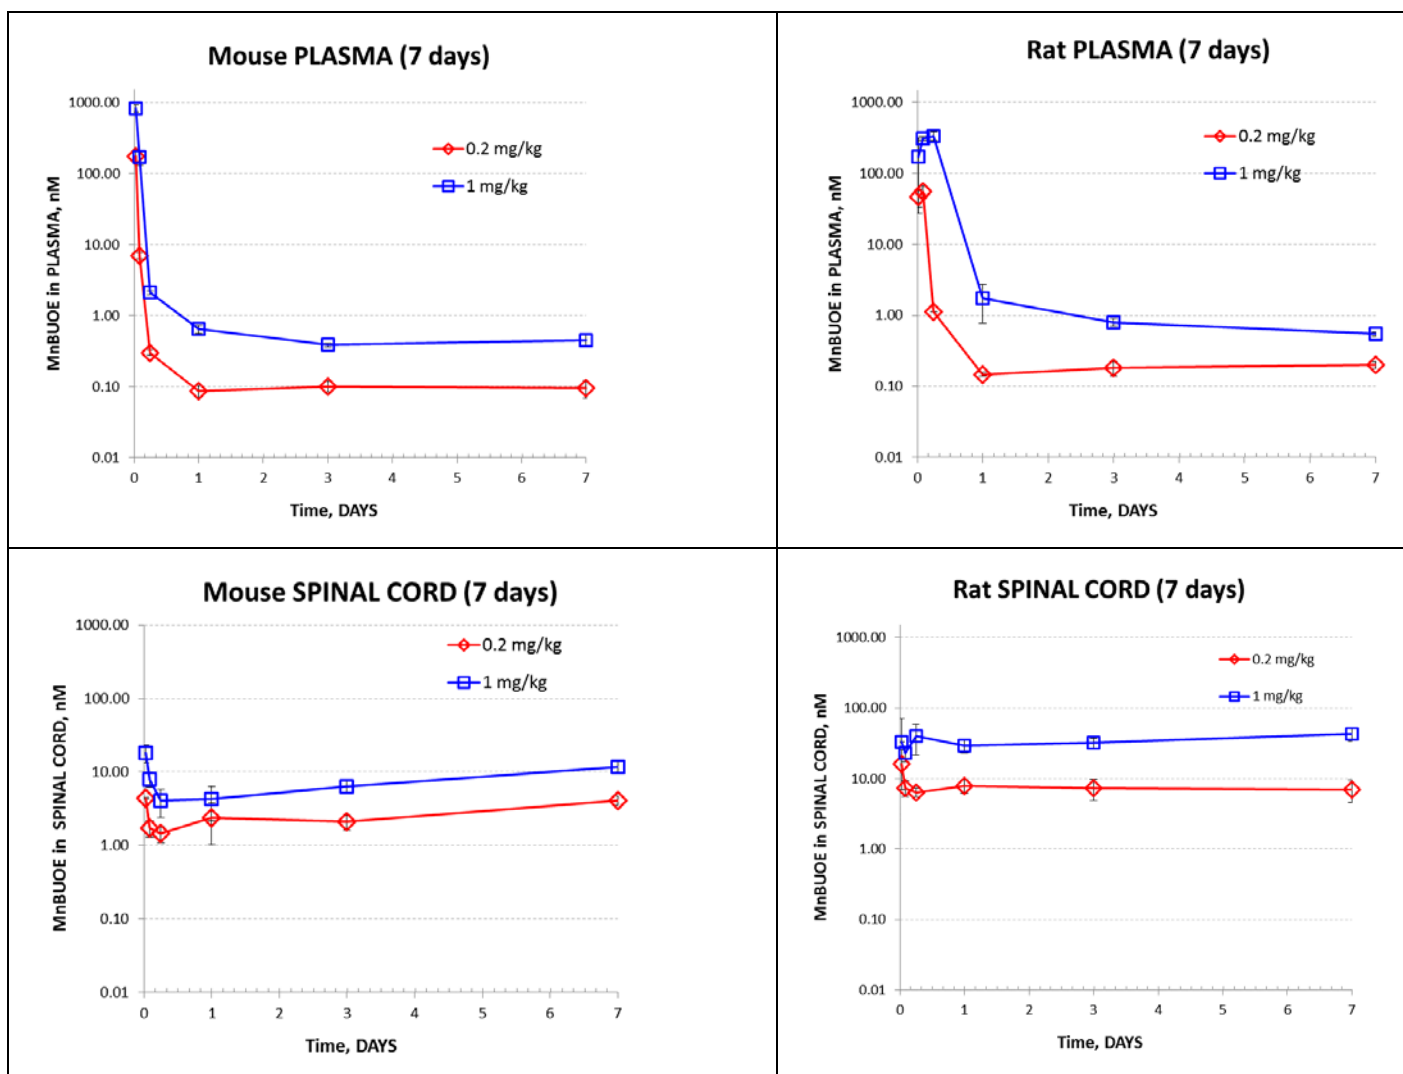 Mouse PLASMA (7 days)
MnBUOE in PLASMA, nM
1000.00
100.00
10.00
1.00
0.10
0.01
0.2 mg/kg
1 mg/kg
0 1 2 3 4 5 6 7
Time, DAYS
Rat PLASMA (7 days)
MnBUOE in PLASMA, nM
1000.00
100.00
10.00
1.00
0.10
0.01
0.2 mg/kg
1 mg/kg
0 1 2 3 4 5 6 7
Time, DAYS
Mouse SPINAL CORD (7 days)
MnBUOE in SPINAL CORD, nM
1000.00
100.00
10.00
1.00
0.10
0.01
0.2 mg/kg
1 mg/kg
0 1 2 3 4 5 6 7
Time, DAYS
Rat SPINAL CORD (7 days)
MnBUOE in SPINAL CORD, nM
1000.00
100.00
10.00
1.00
0.10
0.01
0.2 mg/kg
1 mg/kg
0 1 2 3 4 5 6 7
Time, DAYS